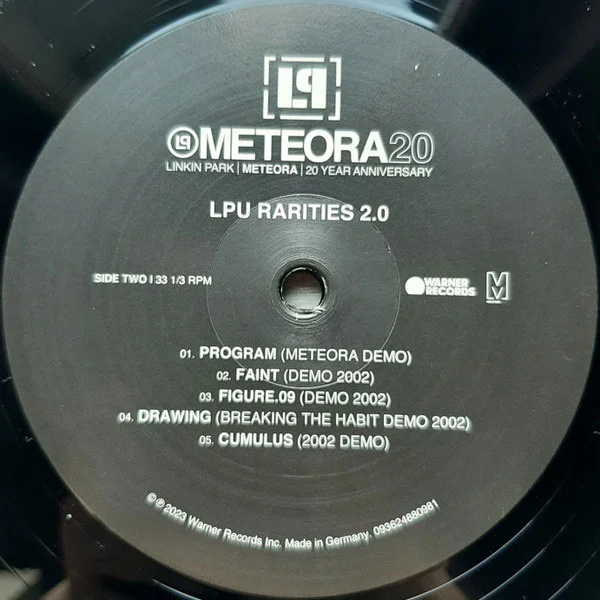 LP
LP METEORA20
LINKIN PARK | METEORA | 20 YEAR ANNIVERSARY
LPU RARITIES 2.0
SIDE TWO | 33 1/3 RPM
WARNER RECORDS
01. PROGRAM (METEORA DEMO)
02. FAINT (DEMO 2002)
03. FIGURE.09 (DEMO 2002)
04. DRAWING (BREAKING THE HABIT DEMO 2002)
05. CUMULUS (2002 DEMO)
© ℗ 2023 Warner Records Inc. Made in Germany. 093624880981